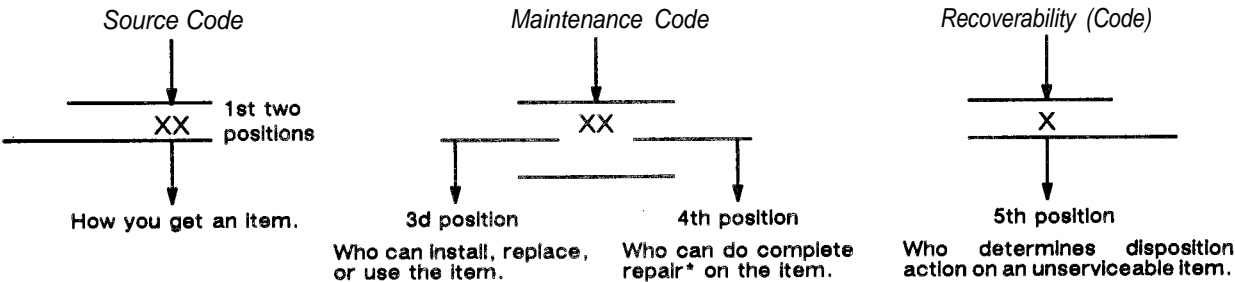 Source Code
XX
1st two
positions
How you get an item.
Maintenance Code
XX
3d position
Who can install, replace,
or use the item.
4th position
Who can do complete
repair* on the item.
Recoverability (Code)
X
5th position
Who determines disposition
action on an unserviceable item.